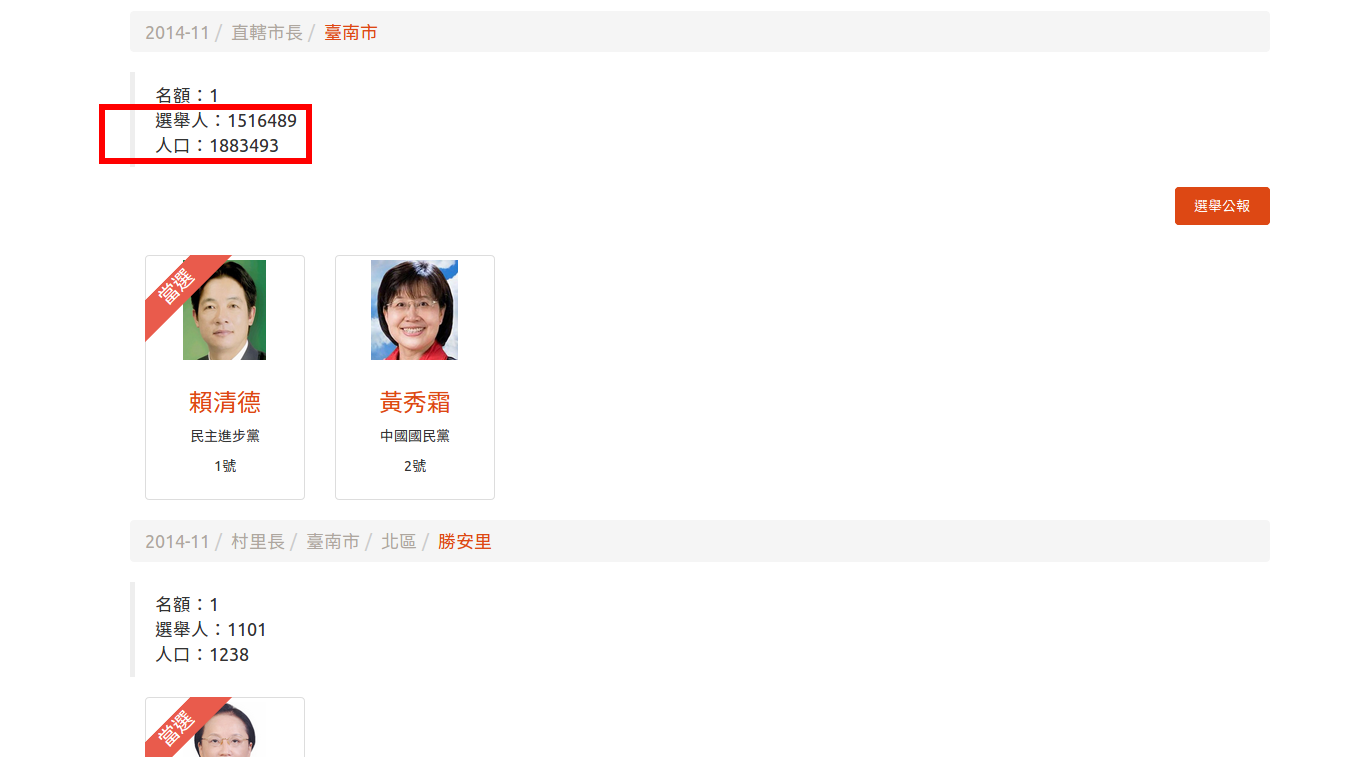 2014-11 / 直轄市長 / 臺南市
名額：1
選舉人：1516489
人口：1883493
選舉公報
當選
賴清德
民主進步黨
1號
黃秀霜
中國國民黨
2號
2014-11 / 村里長 / 臺南市 / 北區 / 勝安里
名額：1
選舉人：1101
人口：1238
當選